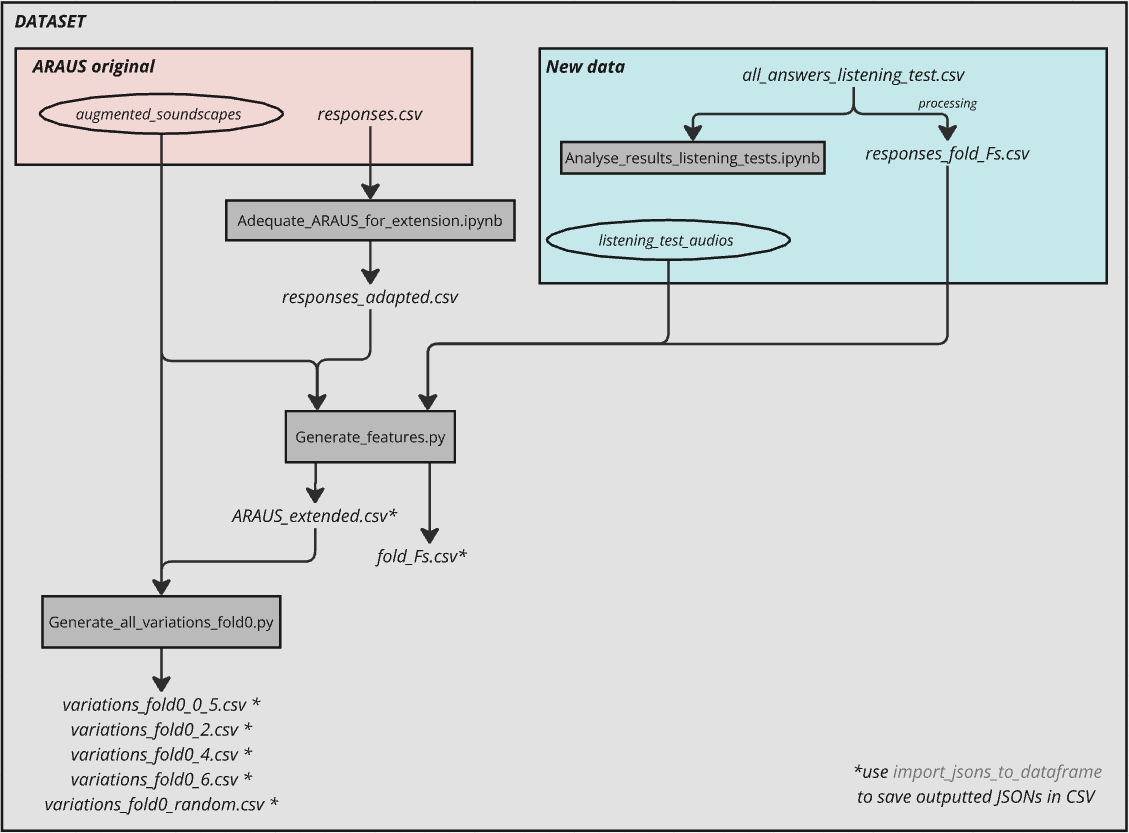 DATASET
ARAUS original
augmented_soundscapes
responses.csv
New data
all_answers_listening_test.csv
processing
Analyse_results_listening_tests.ipynb
responses_fold_Fs.csv
listening_test_audios
Adequate_ARAUS_for_extension.ipynb
responses_adapted.csv
Generate_features.py
ARAUS_extended.csv*
fold_Fs.csv*
Generate_all_variations_fold0.py
variations_fold0_0_5.csv *
variations_fold0_2.csv *
variations_fold0_4.csv *
variations_fold0_6.csv *
variations_fold0_random.csv *
*use import_jsons_to_dataframe
to save outputted JSONs in CSV